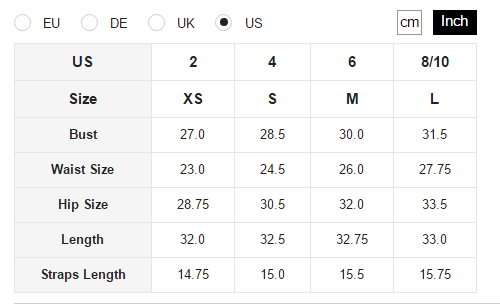 EU DE UK US cm Inch
US 2 4 6 8/10
Size XS S M L
Bust 27.0 28.5 30.0 31.5
Waist Size 23.0 24.5 26.0 27.75
Hip Size 28.75 30.5 32.0 33.5
Length 32.0 32.5 32.75 33.0
Straps Length 14.75 15.0 15.5 15.75